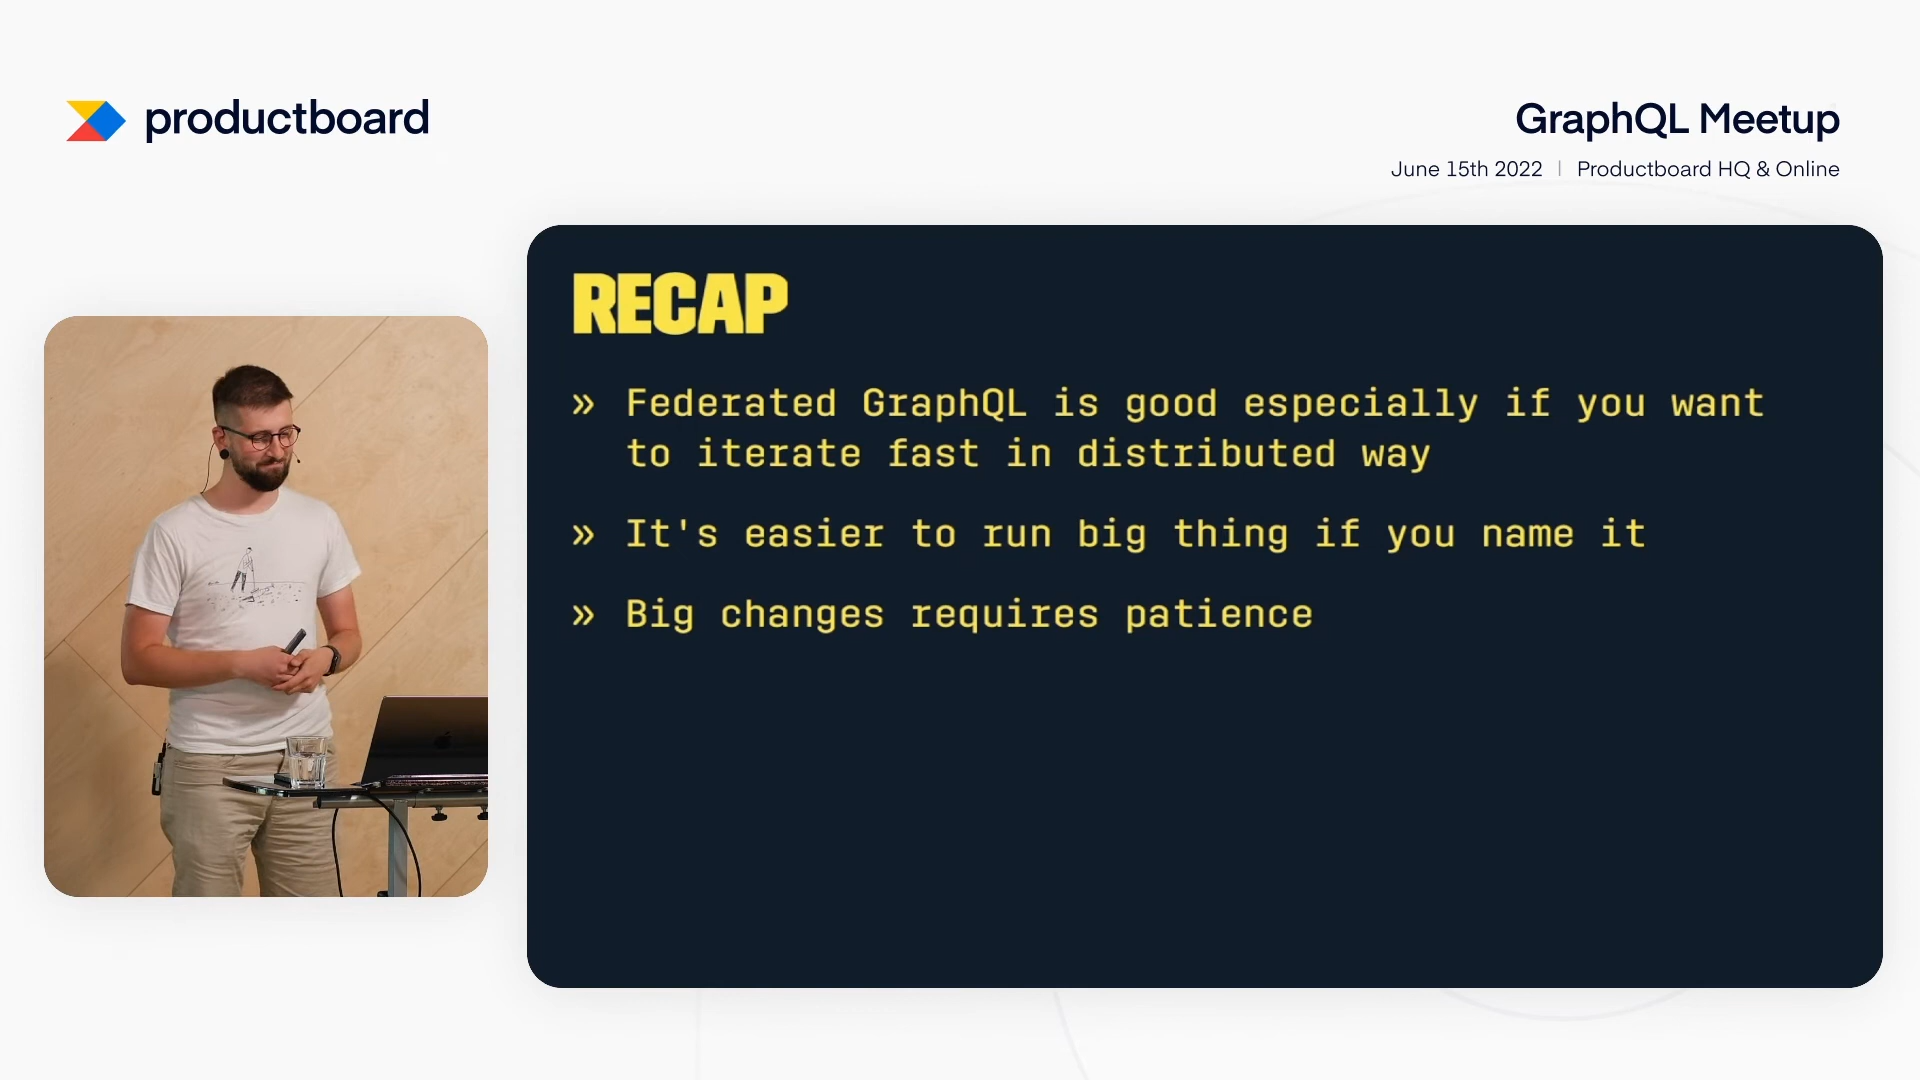 productboard
GraphQL Meetup
June 15th 2022 | Productboard HQ & Online
RECAP
» Federated GraphQL is good especially if you want
to iterate fast in distributed way
» It's easier to run big thing if you name it
» Big changes requires patience